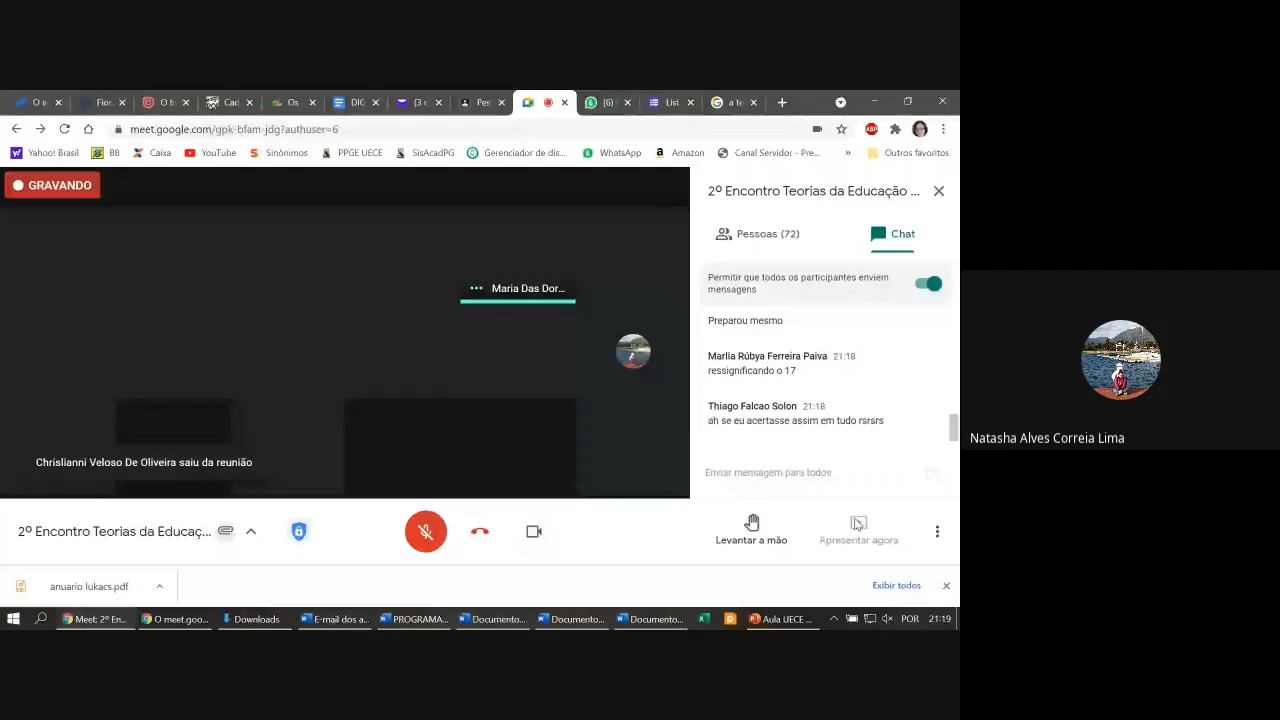 O e
Fios
O t
Cad
Os
DIC
(3 r
Pes
(6)
List
a te
meet.google.com/gpk-bfam-jdg?authuser=6
ABP
Yahoo! Brasil
BB
Caixa
YouTube
Sinônimos
PPGE UECE
SisAcadPG
Gerenciador de dis...
WhatsApp
Amazon
Canal Servidor - Pre...
»
Outros favoritos
GRAVANDO
2º Encontro Teorias da Educação ...
Pessoas (72)
Chat
Permitir que todos os participantes enviem
mensagens
Maria Das Dor...
Preparou mesmo
Marlia Rúbya Ferreira Paiva 21:18
ressignificando o 17
Thiago Falcao Solon 21:18
ah se eu acertasse assim em tudo rsrsrs
Natasha Alves Correia Lima
Chrislianni Veloso De Oliveira saiu da reunião
Enviar mensagem para todos
2º Encontro Teorias da Educaç...
Levantar a mão
Apresentar agora
anuario lukacs.pdf
Exibir todos
Meet: 2º En...
O meet.goo...
Downloads
E-mail dos a...
PROGRAMA...
Documento...
Documento...
Documento...
Aula UECE ...
POR
21:19